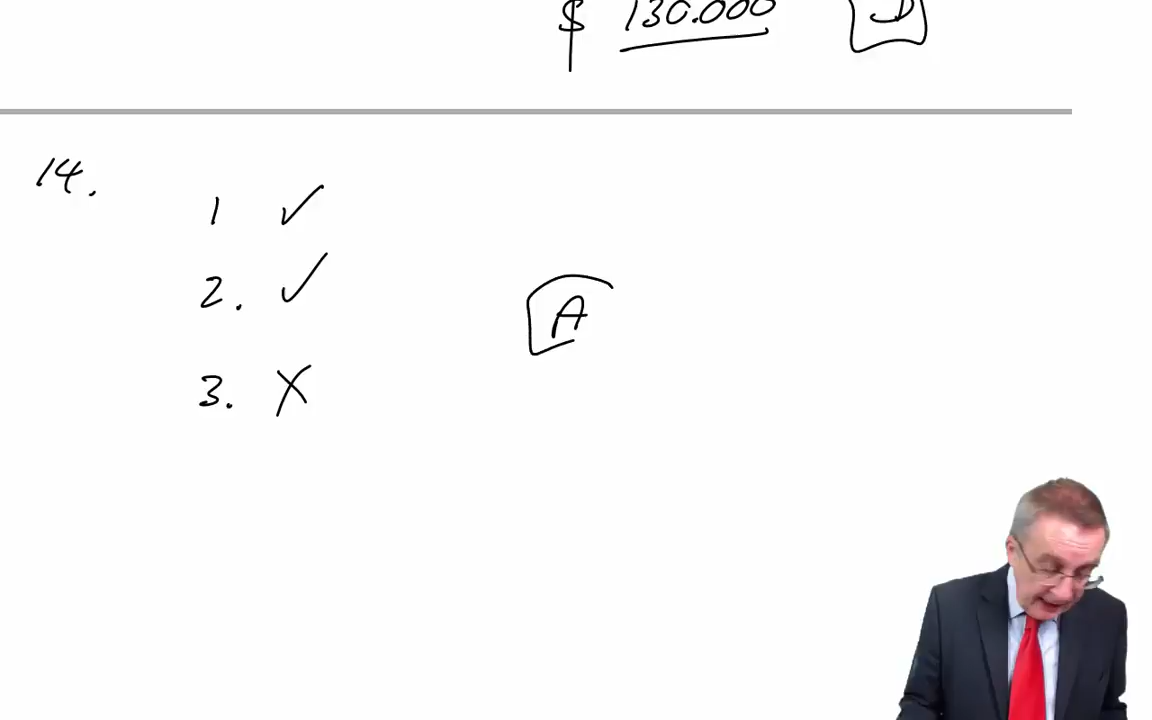 $ 130.000 D
14.
1 ✓
2. ✓
A
3. X